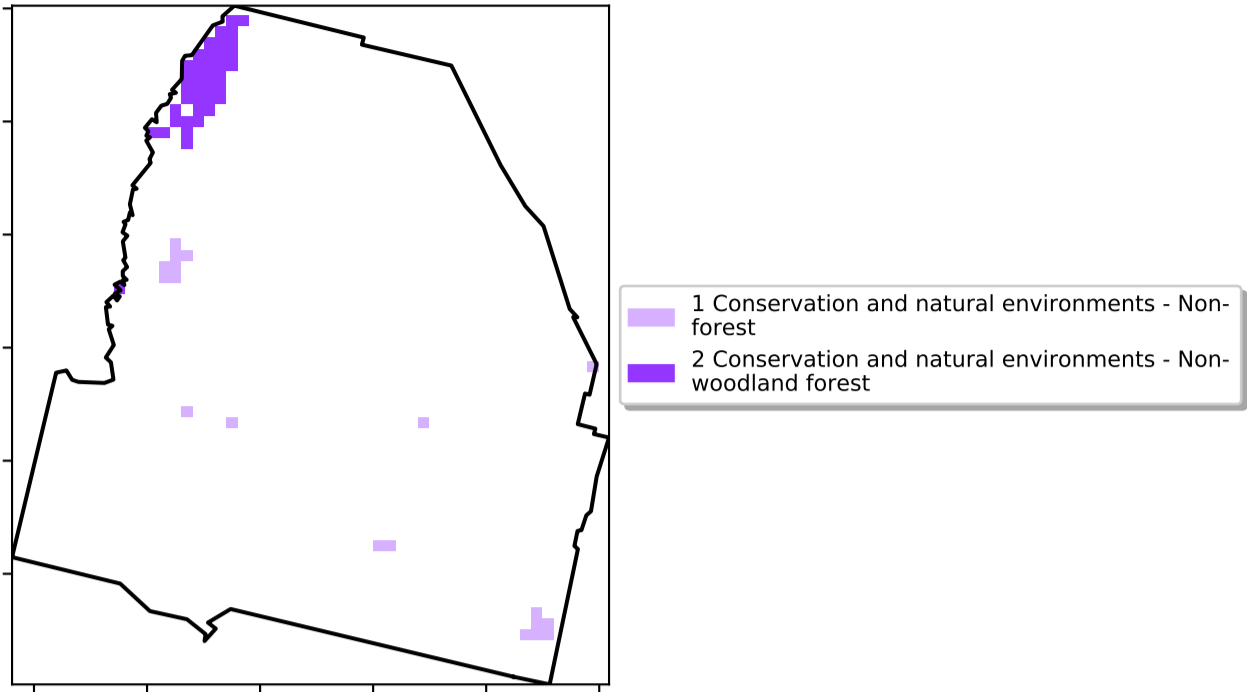 1 Conservation and natural environments - Non-
forest
2 Conservation and natural environments - Non-
woodland forest